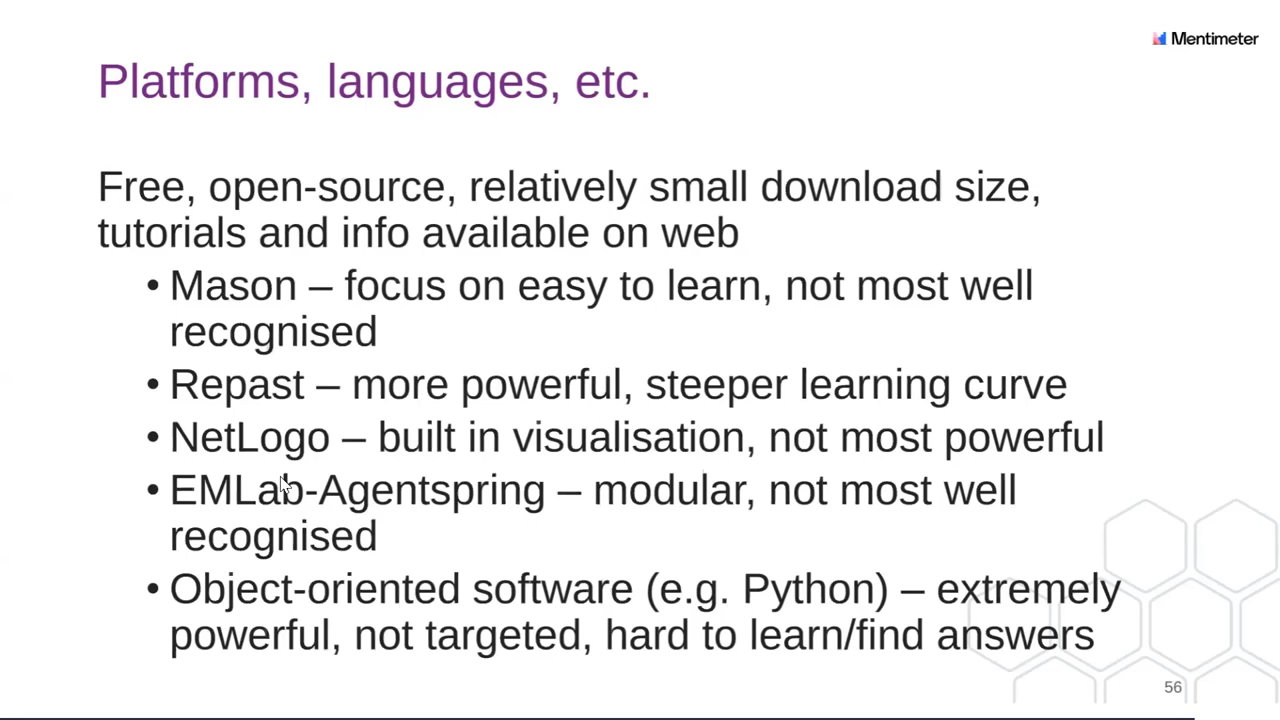 Mentimeter
Platforms, languages, etc.
Free, open-source, relatively small download size,
tutorials and info available on web
• Mason – focus on easy to learn, not most well
recognised
• Repast – more powerful, steeper learning curve
• NetLogo – built in visualisation, not most powerful
• EMLab-Agentspring – modular, not most well
recognised
• Object-oriented software (e.g. Python) – extremely
powerful, not targeted, hard to learn/find answers
56